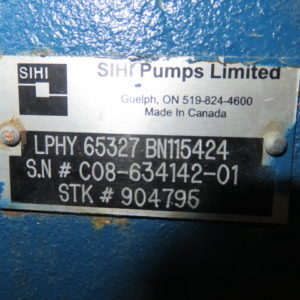 SIHI
SIHI Pumps Limited
Guelph, ON 519-824-4600
Made In Canada
LPHY 65327 BN115424
S.N # C08-634142-01
STK # 904795